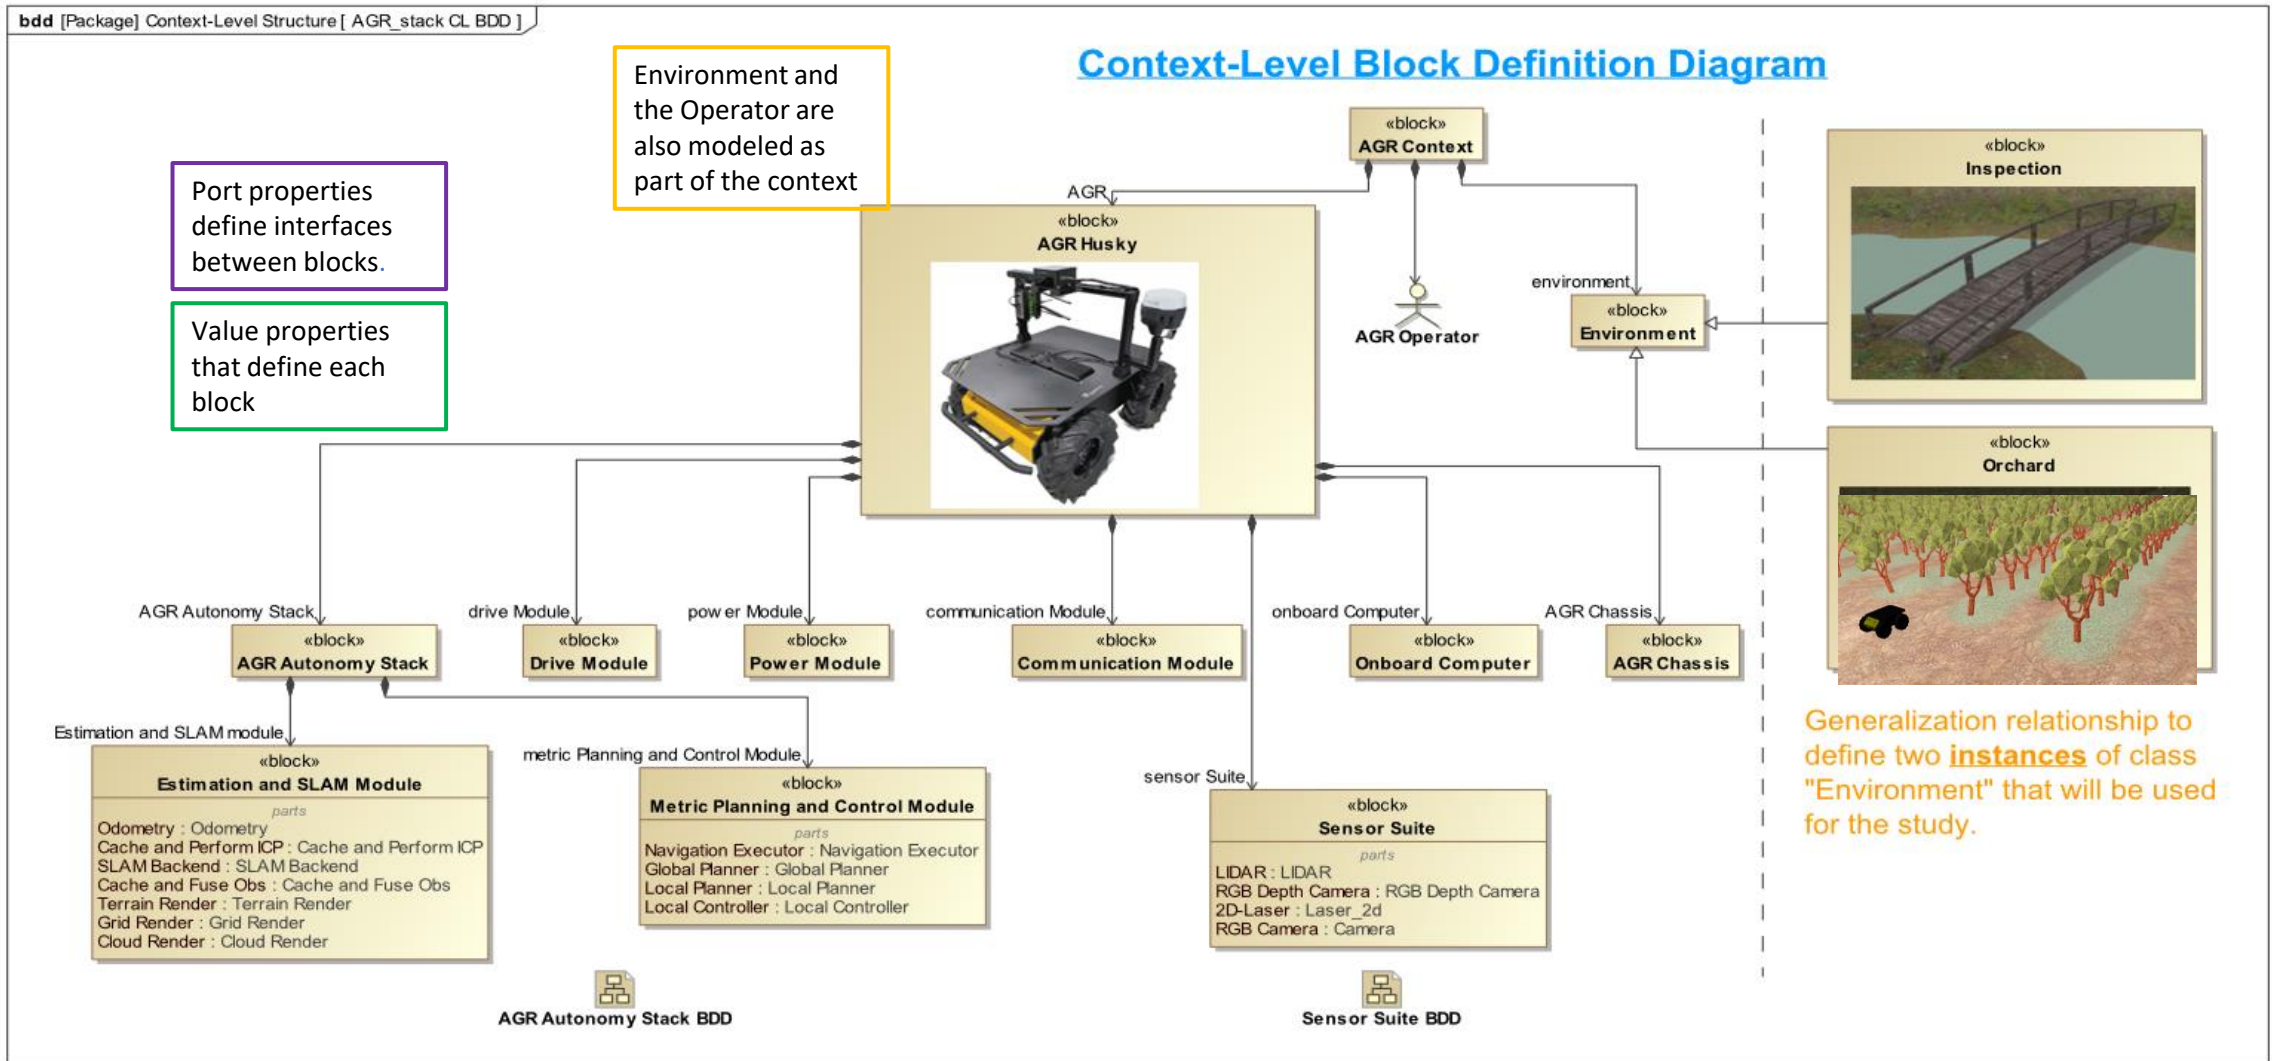 bdd [Package] Context-Level Structure [ AGR_stack CL BDD ]
Context-Level Block Definition Diagram
Environment and
the Operator are
also modeled as
part of the context
Port properties
define interfaces
between blocks.
Value properties
that define each
block
«block»
AGR Context
AGR
«block»
AGR Husky
AGR Operator
environment
«block»
Environment
«block»
Inspection
«block»
Orchard
Generalization relationship to
define two instances of class
"Environment" that will be used
for the study.
AGR Autonomy Stack
«block»
AGR Autonomy Stack
drive Module
«block»
Drive Module
power Module
«block»
Power Module
communication Module
«block»
Communication Module
onboard Computer
«block»
Onboard Computer
AGR Chassis
«block»
AGR Chassis
Estimation and SLAM module
«block»
Estimation and SLAM Module
parts
Odometry : Odometry
Cache and Perform ICP : Cache and Perform ICP
SLAM Backend : SLAM Backend
Cache and Fuse Obs : Cache and Fuse Obs
Terrain Render : Terrain Render
Grid Render : Grid Render
Cloud Render : Cloud Render
metric Planning and Control Module
«block»
Metric Planning and Control Module
parts
Navigation Executor : Navigation Executor
Global Planner : Global Planner
Local Planner : Local Planner
Local Controller : Local Controller
sensor Suite
«block»
Sensor Suite
parts
LIDAR : LIDAR
RGB Depth Camera : RGB Depth Camera
2D-Laser : Laser_2d
RGB Camera : Camera
AGR Autonomy Stack BDD
Sensor Suite BDD